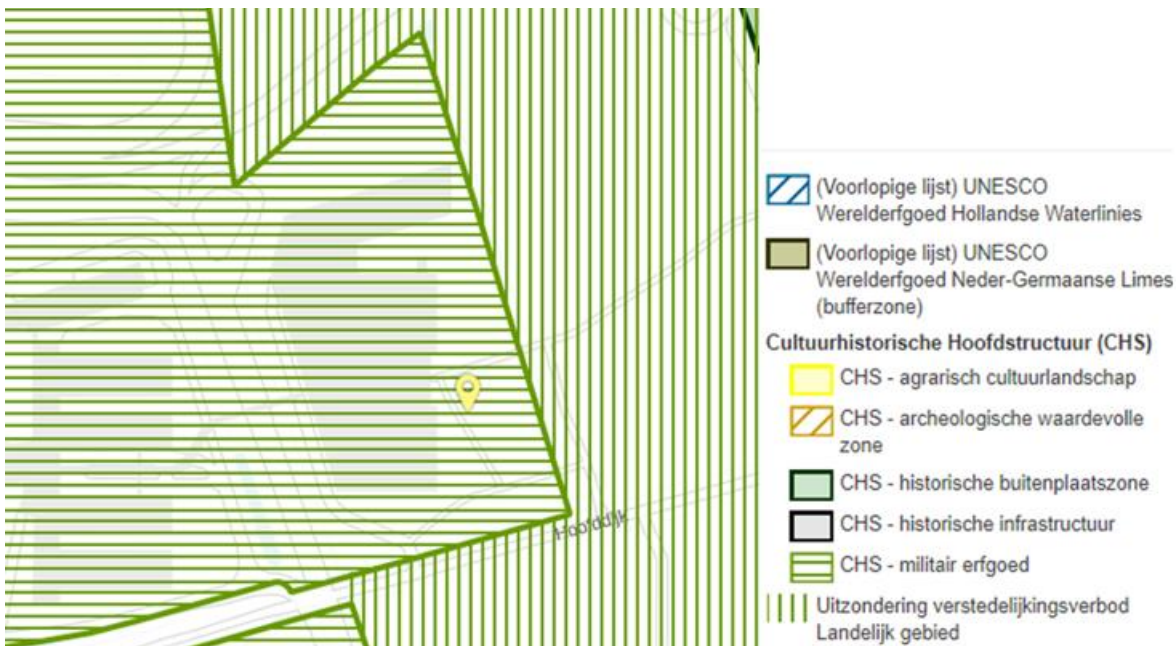 Hoofddijk
(Voorlopige lijst) UNESCO
Werelderfgoed Hollandse Waterlinies
(Voorlopige lijst) UNESCO
Werelderfgoed Neder-Germaanse Limes
(bufferzone)
Cultuurhistorische Hoofdstructuur (CHS)
CHS - agrarisch cultuurlandschap
CHS - archeologische waardevolle
zone
CHS - historische buitenplaatszone
CHS - historische infrastructuur
CHS - militair erfgoed
Uitzondering verstedelijkingsverbod
Landelijk gebied